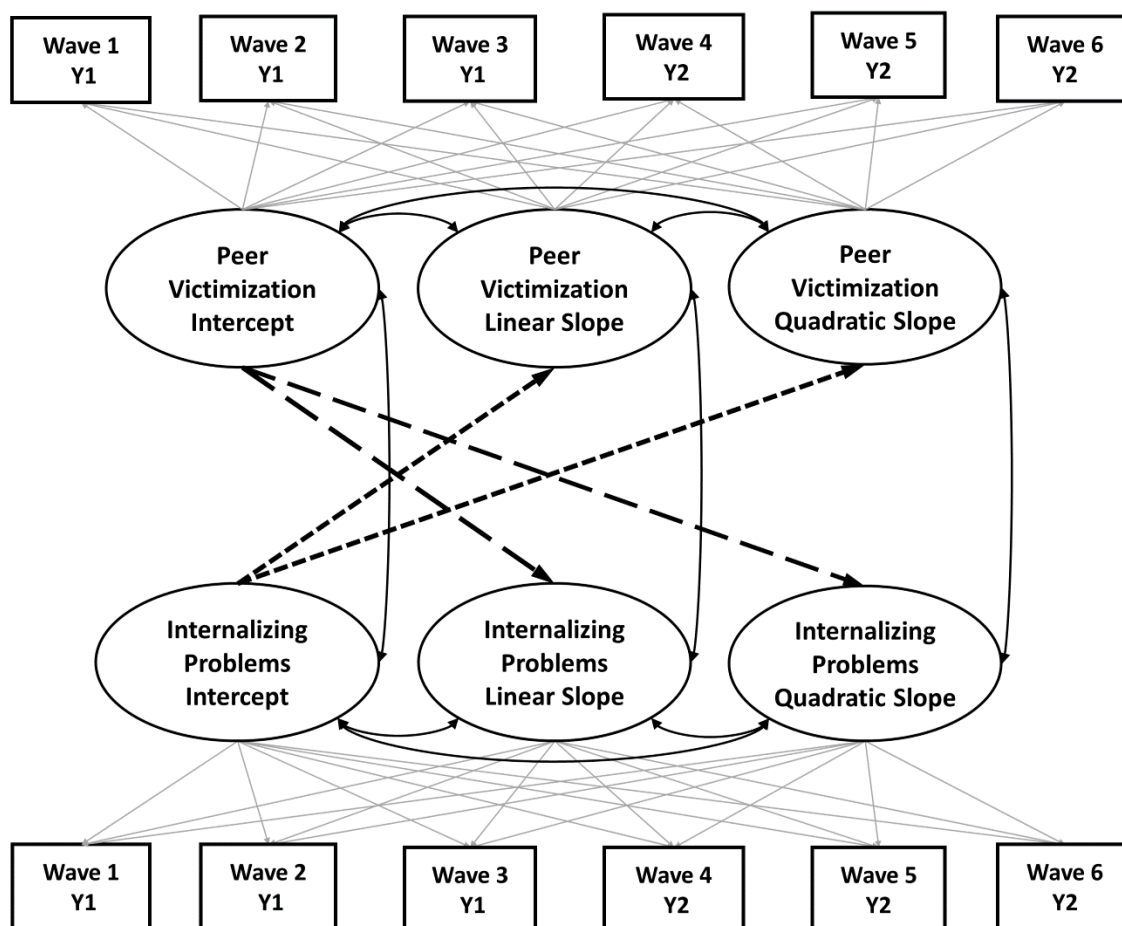 Wave 1
Y1
Wave 2
Y1
Wave 3
Y1
Wave 4
Y2
Wave 5
Y2
Wave 6
Y2
Peer
Victimization
Intercept
Peer
Victimization
Linear Slope
Peer
Victimization
Quadratic Slope
Internalizing
Problems
Intercept
Internalizing
Problems
Linear Slope
Internalizing
Problems
Quadratic Slope
Wave 1
Y1
Wave 2
Y1
Wave 3
Y1
Wave 4
Y2
Wave 5
Y2
Wave 6
Y2